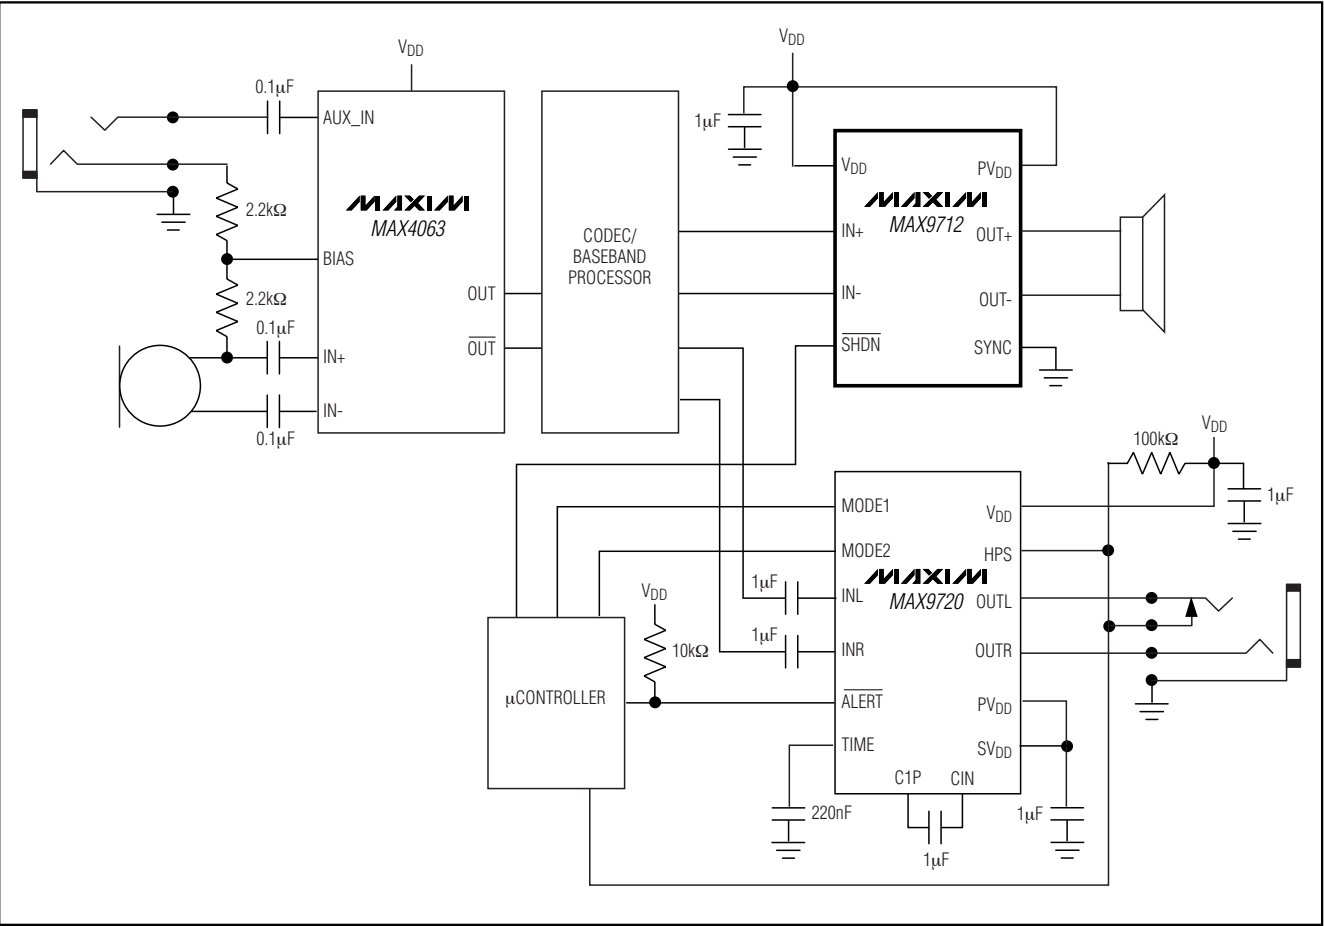 VDD
0.1μF
AUX_IN
MAXIM
MAX4063
2.2kΩ
BIAS
2.2kΩ
0.1μF
IN+
IN-
0.1μF
OUT
OUT
CODEC/
BASEBAND
PROCESSOR
VDD
1μF
VDD
PVDD
MAXIM
MAX9712
IN+
OUT+
IN-
OUT-
SHDN
SYNC
VDD
100kΩ
1μF
MODE1
VDD
MODE2
HPS
MAXIM
MAX9720
1μF
INL
OUTL
1μF
INR
OUTR
VDD
10kΩ
μCONTROLLER
ALERT
PVDD
TIME
SVDD
C1P
CIN
220nF
1μF
1μF